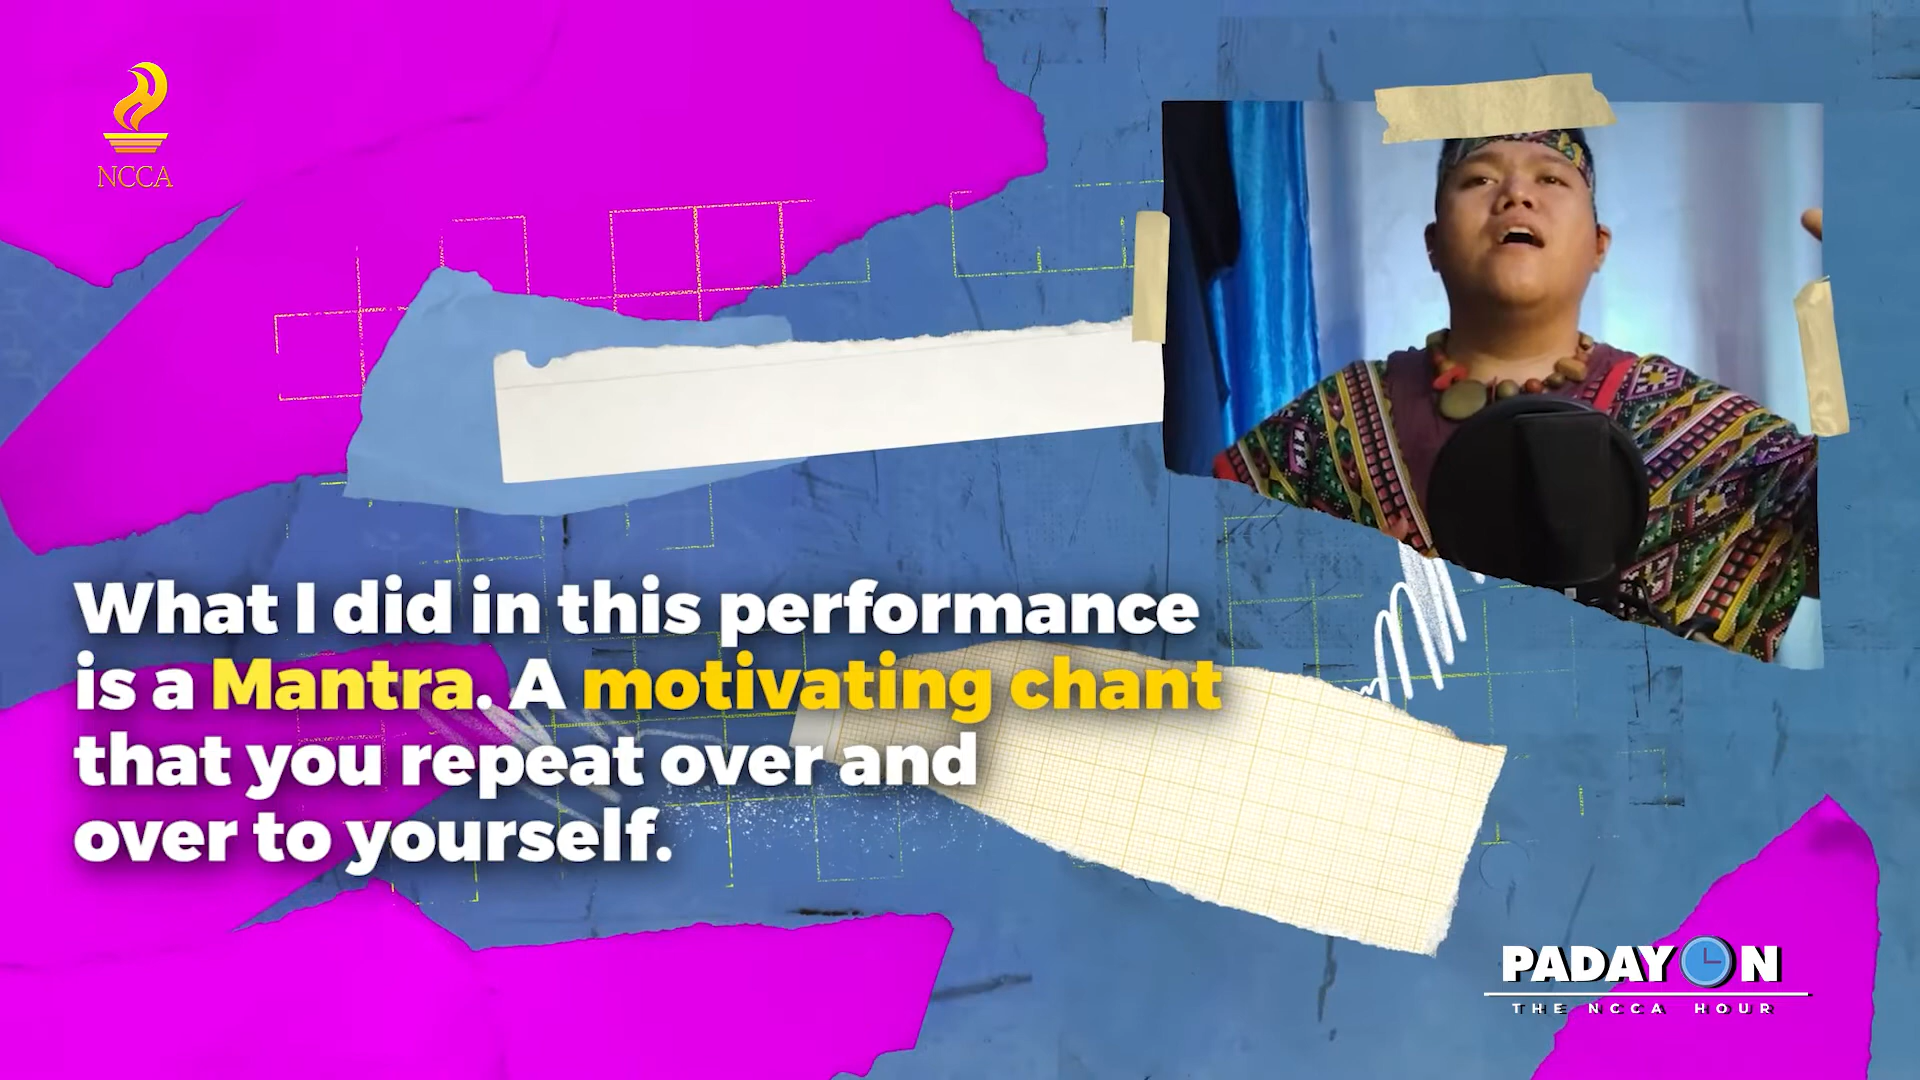 NCCA
What I did in this performance
is a Mantra. A motivating chant
that you repeat over and
over to yourself.
PADAYON
THE NCCA HOUR